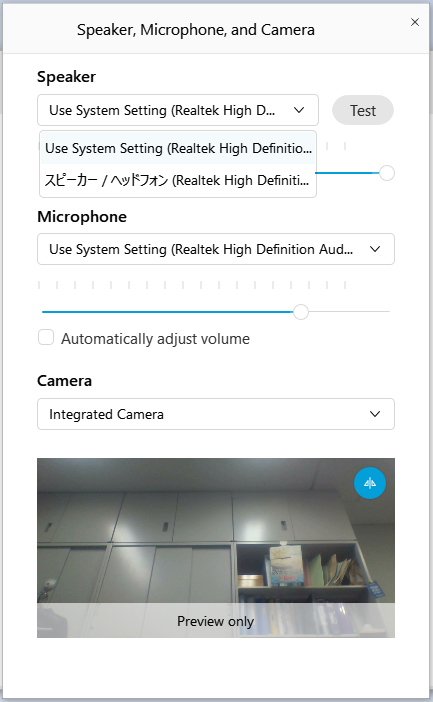 Speaker, Microphone, and Camera
Speaker
Use System Setting (Realtek High D...
Test
Use System Setting (Realtek High Definitio...
スピーカー / ヘッドフォン (Realtek High Definiti...
Microphone
Use System Setting (Realtek High Definition Aud...
Automatically adjust volume
Camera
Integrated Camera
Preview only